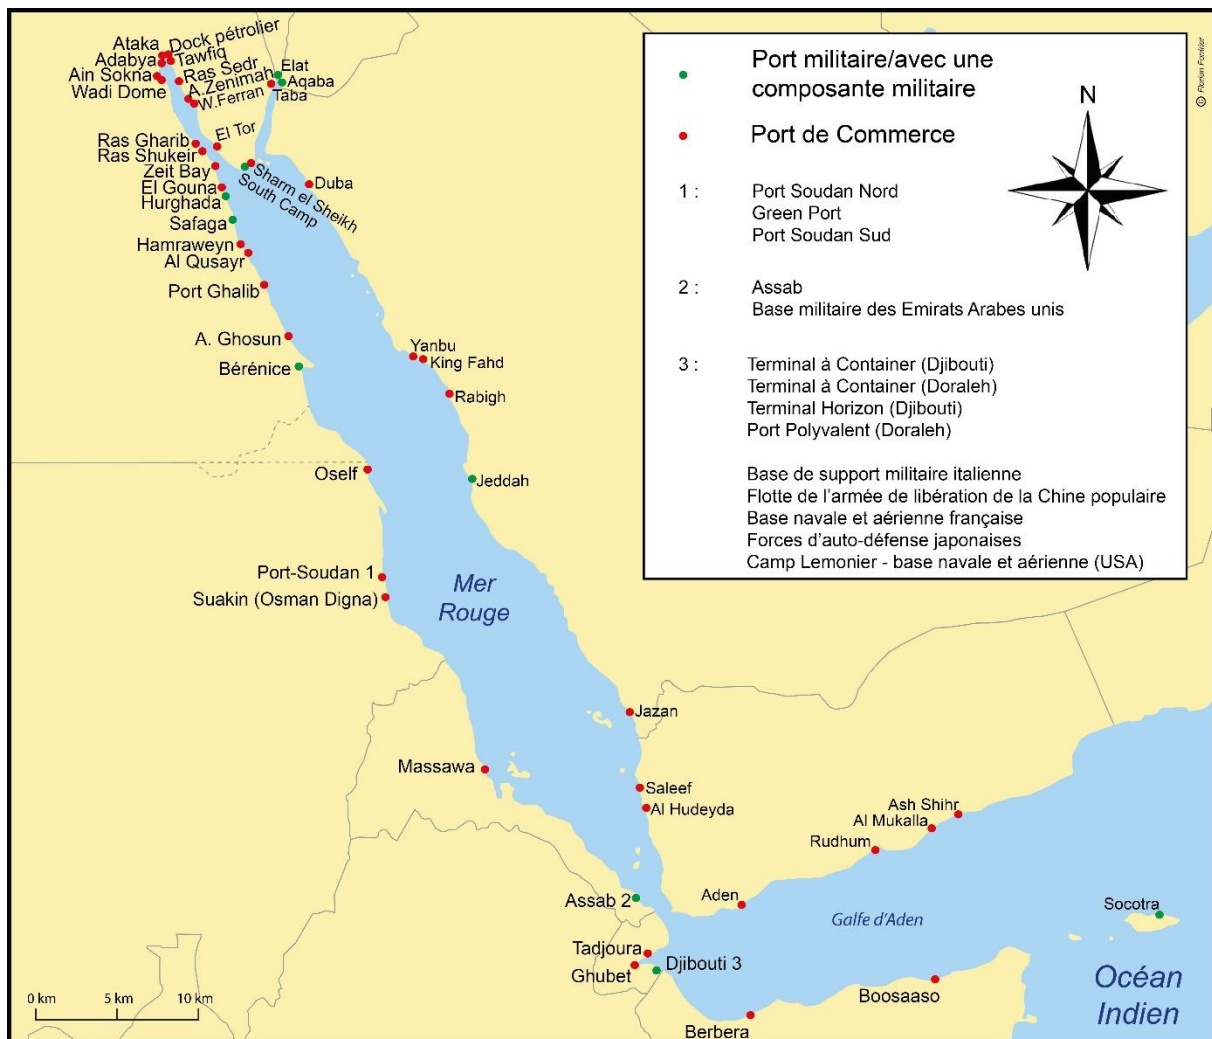 Ataka
Dock pétrolier
Adabya
Tawfiq
Ain Sokna
Ras Sedr
Wadi Dome
A.Zenimah
W.Ferran
Elat
Aqaba
Taba
El Tor
Ras Gharib
Ras Shukeir
Zeit Bay
El Gouna
Hurghada
Sharm el Sheikh
South Camp
Duba
Safaga
Hamraweyn
Al Qusayr
Port Ghalib
A. Ghosun
Bérénice
Yanbu
King Fahd
Rabigh
Oself
Jeddah
Port-Soudan 1
Suakin (Osman Digna)
Mer
Rouge
Jazan
Massawa
Saleef
Al Hudeyda
Ash Shihr
Al Mukalla
Rudhum
Assab 2
Aden
Galfe d'Aden
Socotra
Tadjoura
Ghubet
Djibouti 3
Boosaaso
Berbera
Océan
Indien
0 km
5 km
10 km
Port militaire/avec une
composante militaire
Port de Commerce
1 :
Port Soudan Nord
Green Port
Port Soudan Sud
2 :
Assab
Base militaire des Emirats Arabes unis
3 :
Terminal à Container (Djibouti)
Terminal à Container (Doraleh)
Terminal Horizon (Djibouti)
Port Polyvalent (Doraleh)
Base de support militaire italienne
Flotte de l'armée de libération de la Chine populaire
Base navale et aérienne française
Forces d'auto-défense japonaises
Camp Lemonier - base navale et aérienne (USA)
N
© Florian